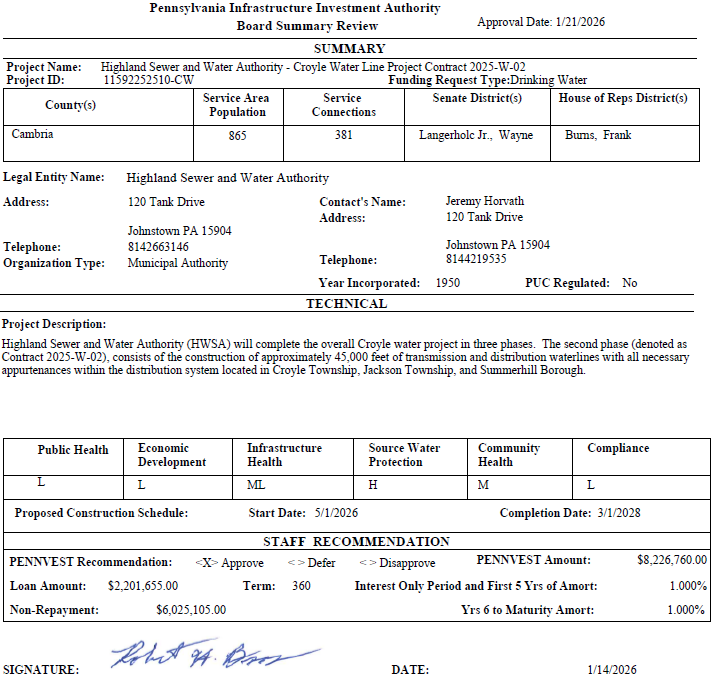 Pennsylvania Infrastructure Investment Authority
Board Summary Review
Approval Date: 1/21/2026
SUMMARY
Project Name: Highland Sewer and Water Authority - Croyle Water Line Project Contract 2025-W-02
Project ID: 11592252510-CW Funding Request Type:Drinking Water
County(s) Service Area Population Service Connections Senate District(s) House of Reps District(s)
Cambria 865 381 Langerholc Jr., Wayne Burns, Frank
Legal Entity Name: Highland Sewer and Water Authority
Address: 120 Tank Drive Contact's Name: Jeremy Horvath
Address: 120 Tank Drive
Johnstown PA 15904 Johnstown PA 15904
Telephone: 8142663146 Telephone: 8144219535
Organization Type: Municipal Authority
Year Incorporated: 1950 PUC Regulated: No
TECHNICAL
Project Description:
Highland Sewer and Water Authority (HWSA) will complete the overall Croyle water project in three phases. The second phase (denoted as
Contract 2025-W-02), consists of the construction of approximately 45,000 feet of transmission and distribution waterlines with all necessary
appurtenances within the distribution system located in Croyle Township, Jackson Township, and Summerhill Borough.
Public Health Economic Development Infrastructure Health Source Water Protection Community Health Compliance
L L ML H M L
Proposed Construction Schedule: Start Date: 5/1/2026 Completion Date: 3/1/2028
STAFF RECOMMENDATION
PENNVEST Recommendation: <X> Approve < > Defer < > Disapprove PENNVEST Amount: $8,226,760.00
Loan Amount: $2,201,655.00 Term: 360 Interest Only Period and First 5 Yrs of Amort: 1.000%
Non-Repayment: $6,025,105.00 Yrs 6 to Maturity Amort: 1.000%
SIGNATURE: DATE: 1/14/2026